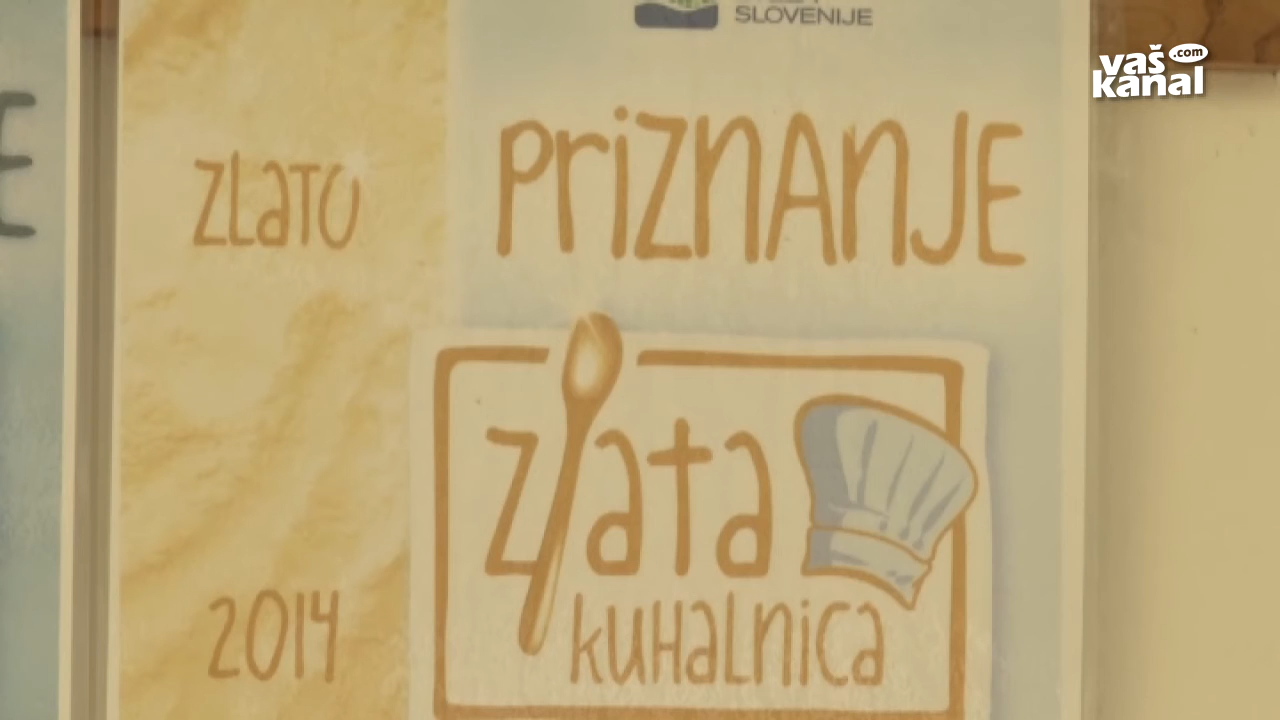 SLOVENIJE
vaš .com
kanal
PRIZNANJE
ZLATO
zlata
kuhalnica
2014